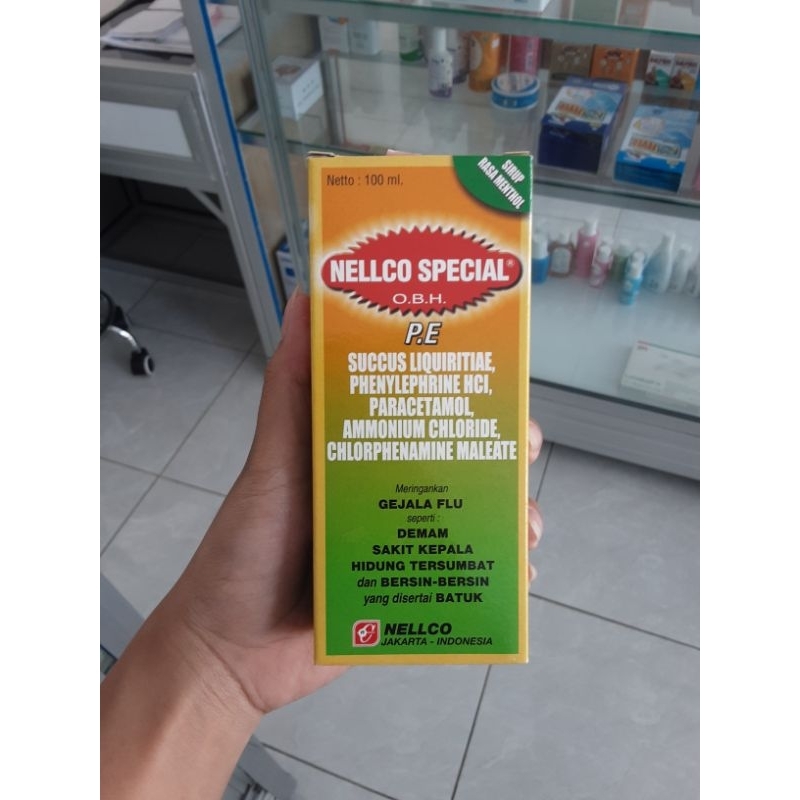 Netto : 100 ml.
SIRUP
RASA MENTHOL
NELLCO SPECIAL®
O.B.H.
P.E
SUCCUS LIQUIRITIAE,
PHENYLEPHRINE HCl,
PARACETAMOL,
AMMONIUM CHLORIDE,
CHLORPHENAMINE MALEATE
Meringankan
GEJALA FLU
seperti :
DEMAM
SAKIT KEPALA
HIDUNG TERSUMBAT
dan BERSIN-BERSIN
yang disertai BATUK
NELLCO
JAKARTA - INDONESIA